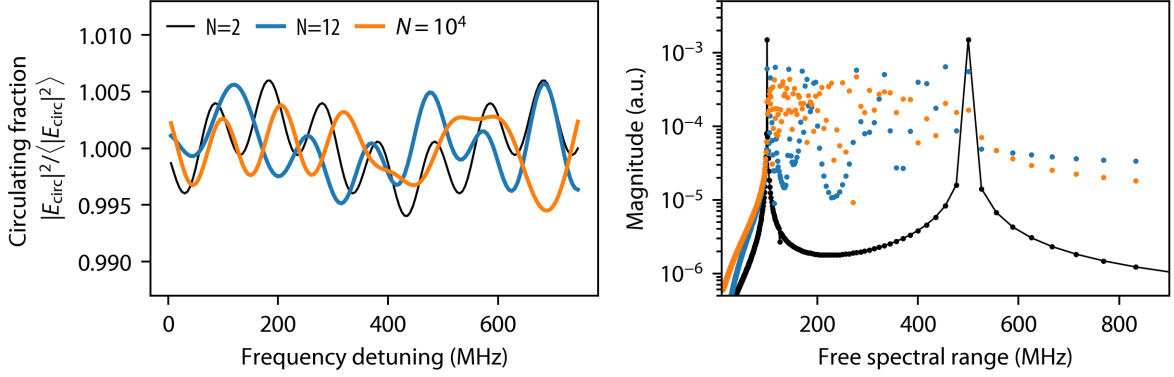 N=2 N=12 N = 10⁴
Circulating fraction
|E_circ|²/⟨|E_circ|²⟩
1.010
1.005
1.000
0.995
0.990
0 200 400 600
Frequency detuning (MHz)
Magnitude (a.u.)
10⁻³
10⁻⁴
10⁻⁵
10⁻⁶
200 400 600 800
Free spectral range (MHz)